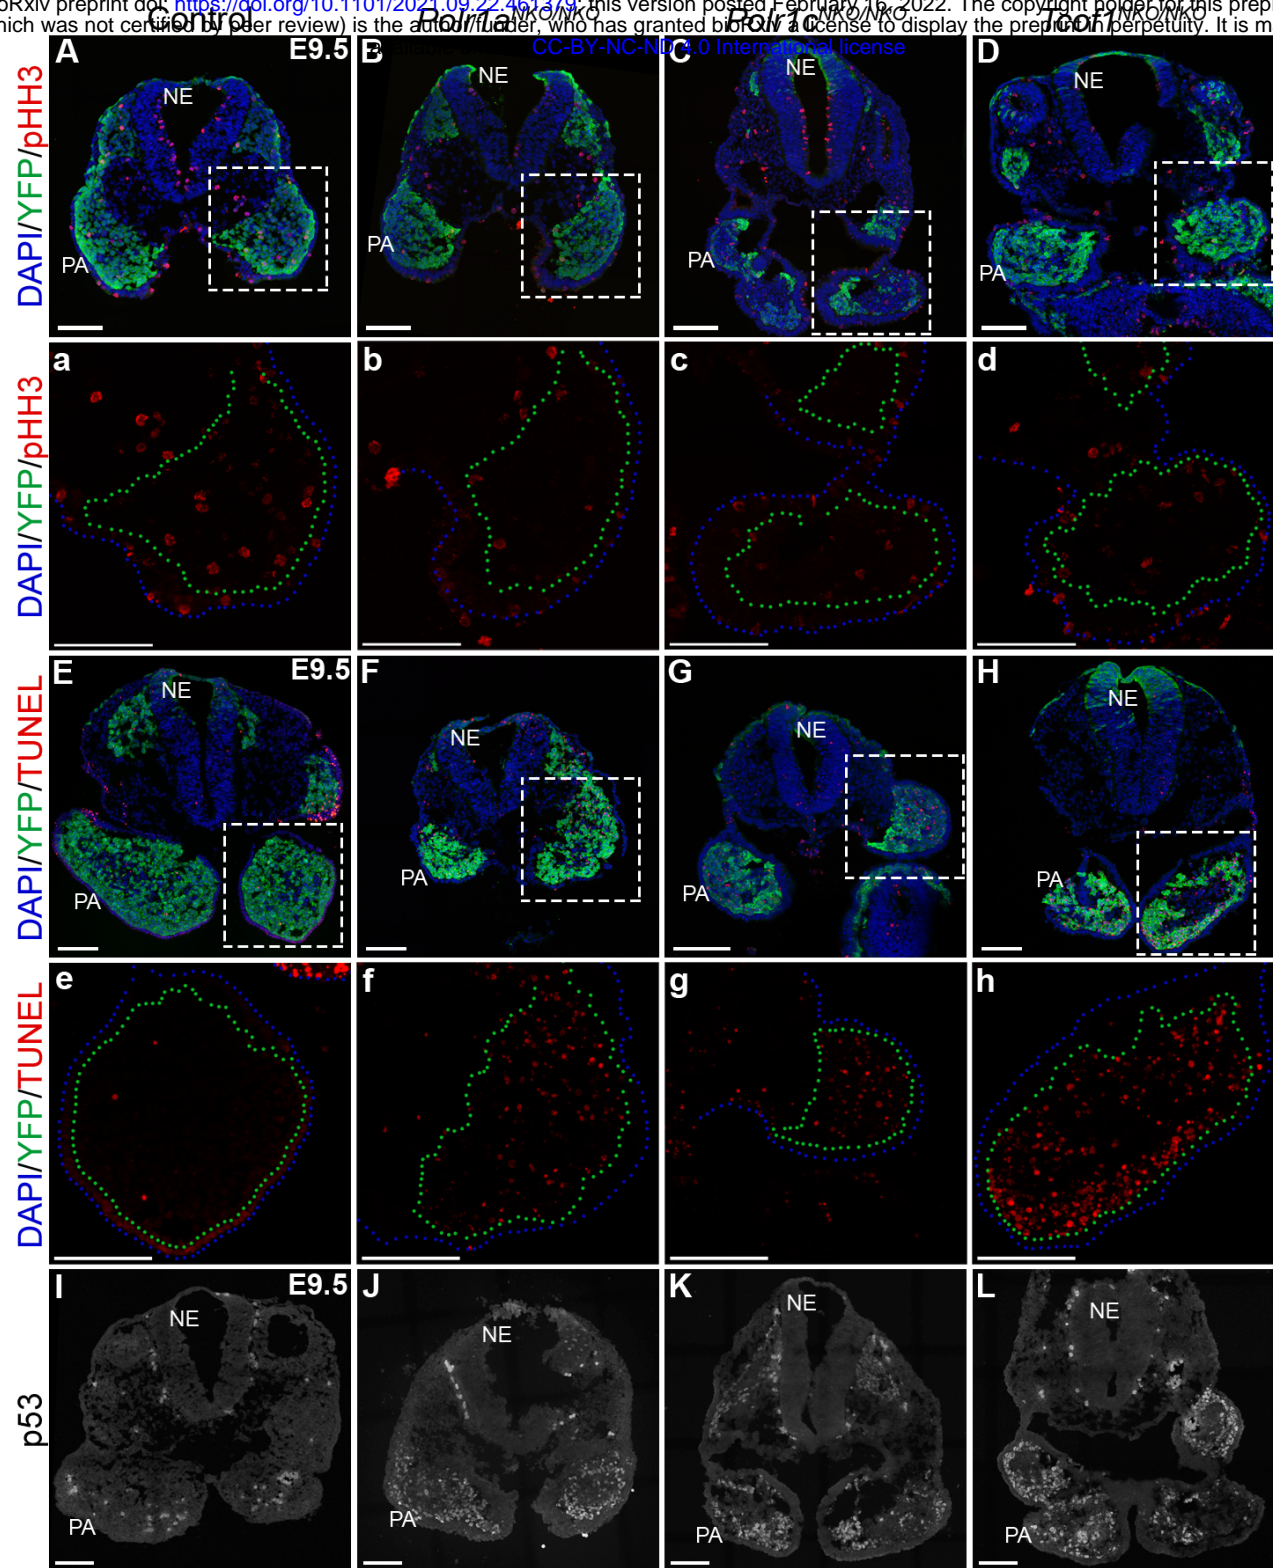 oRxiv preprint doi: https://doi.org/10.1101/2021.09.22.461379; this version posted February 16, 2022. The copyright holder for this prep
hich was not certified by peer review) is the author/funder, who has granted bioRxiv a license to display the preprint in perpetuity. It is m
available CC-BY-NC-ND 4.0 International license
Control Polr1a NKO/NKO Polr1c NKO/NKO Tcof1 NKO/NKO
A E9.5 B C D
NE NE NE NE
PA PA PA PA
DAPI/YFP/pHH3
a b c d
DAPI/YFP/pHH3
E E9.5 F G H
NE NE NE NE
PA PA PA PA
DAPI/YFP/TUNEL
e f g h
DAPI/YFP/TUNEL
I E9.5 J K L
NE NE NE NE
PA PA PA PA
p53